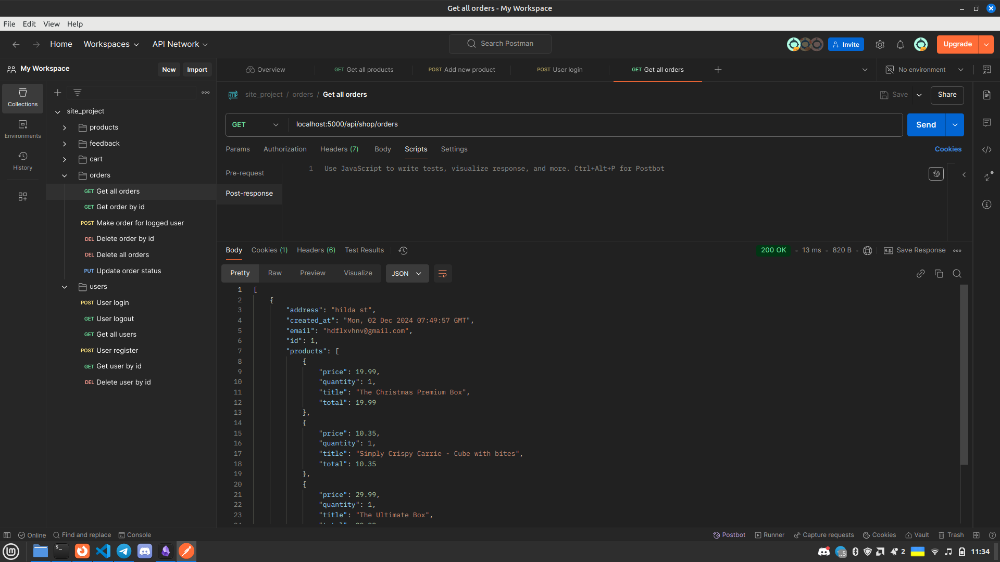 Get all orders - My Workspace
File Edit View Help
Home Workspaces API Network Search Postman Invite Upgrade
My Workspace New Import Overview GET Get all products POST Add new product POST User login GET Get all orders No environment
Collections
Environments
History
site_project
products
feedback
cart
orders
GET Get all orders
GET Get order by id
POST Make order for logged user
DEL Delete order by id
DEL Delete all orders
PUT Update order status
users
POST User login
GET User logout
GET Get all users
POST User register
GET Get user by id
DEL Delete user by id
HTTP site_project / orders / Get all orders Save Share
GET localhost:5000/api/shop/orders Send
Params Authorization Headers (7) Body Scripts Settings Cookies
Pre-request
Post-response
1 Use JavaScript to write tests, visualize response, and more. Ctrl+Alt+P for Postbot
Body Cookies (1) Headers (6) Test Results 200 OK 13 ms 820 B e.g. Save Response
Pretty Raw Preview Visualize JSON
1 [
2 {
3 "address": "hilda st",
4 "created_at": "Mon, 02 Dec 2024 07:49:57 GMT",
5 "email": "hdflxvhnv@gmail.com",
6 "id": 1,
7 "products": [
8 {
9 "price": 19.99,
10 "quantity": 1,
11 "title": "The Christmas Premium Box",
12 "total": 19.99
13 },
14 {
15 "price": 10.35,
16 "quantity": 1,
17 "title": "Simply Crispy Carrie - Cube with bites",
18 "total": 10.35
19 },
20 {
21 "price": 29.99,
22 "quantity": 1,
23 "title": "The Ultimate Box",
Online Find and replace Console Postbot Runner Capture requests Cookies Vault Trash
2 11:34